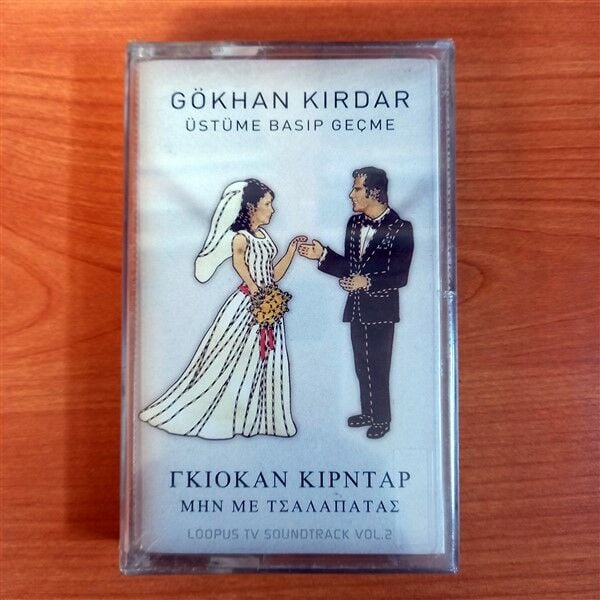 GÖKHAN KIRDAR
ÜSTÜME BASIP GEÇME
ΓΚΙΟΚΑΝ ΚΙΡΝΤΑΡ
ΜΗΝ ΜΕ ΤΣΑΛΑΠΑΤΑΣ
LOOPUS TV SOUNDTRACK VOL.2